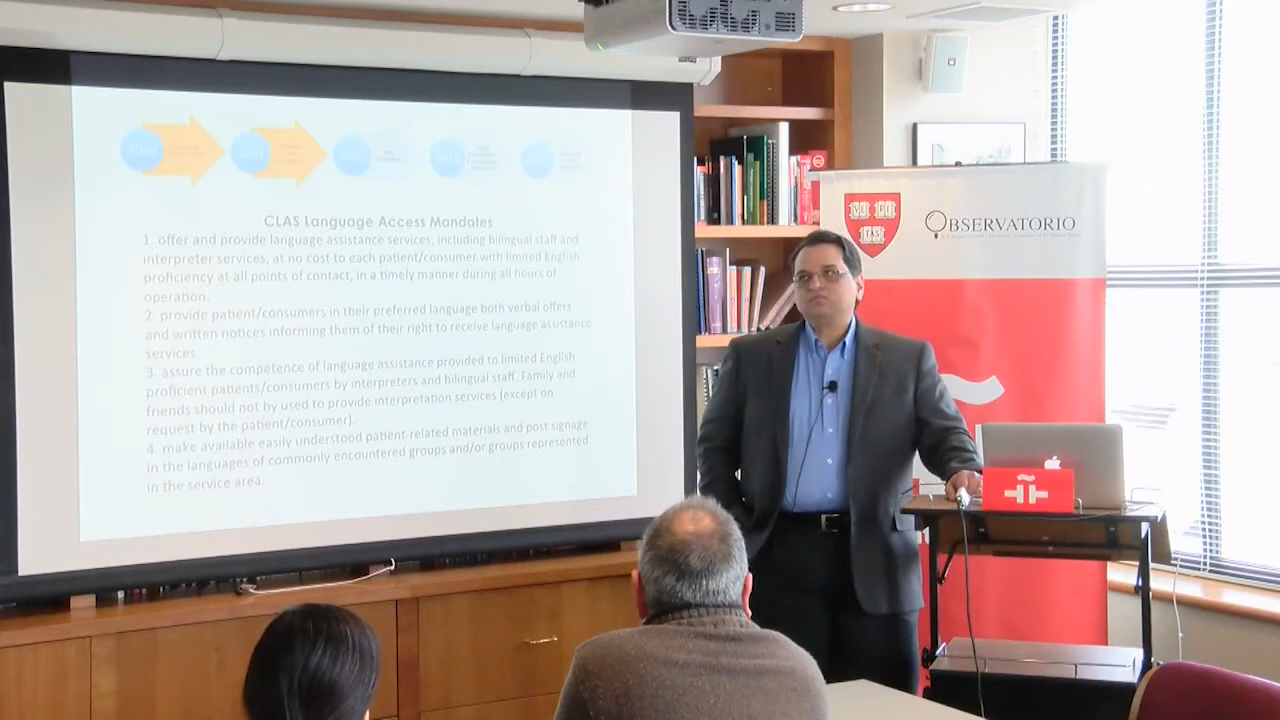 2000
2001
2010
CLAS Language Access Mandates
1. offer and provide language assistance services, including bilingual staff and
interpreter services, at no cost to each patient/consumer with limited English
proficiency at all points of contact, in a timely manner during all hours of
operation.
2. provide patient/consumers in their preferred language both verbal offers
and written notices informing them of their right to receive language assistance
services.
3. assure the competence of language assistance provided to limited English
proficient patients/consumers by interpreters and bilingual staff. Family and
friends should not by used to provide interpretation services (except on
request by the patient/consumer).
4. make available easily understood patient-related materials and post signage
in the languages of commonly encountered groups and/or groups represented
in the service area.
OBSERVATORIO